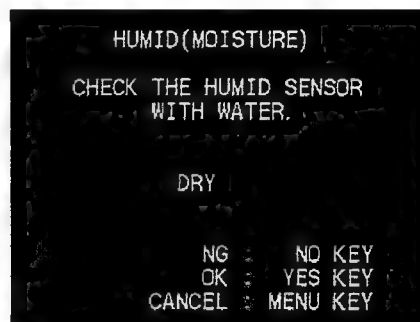 HUMID(MOISTURE)
CHECK THE HUMID SENSOR
WITH WATER.
DRY
NG : NO KEY
OK : YES KEY
CANCEL : MENU KEY